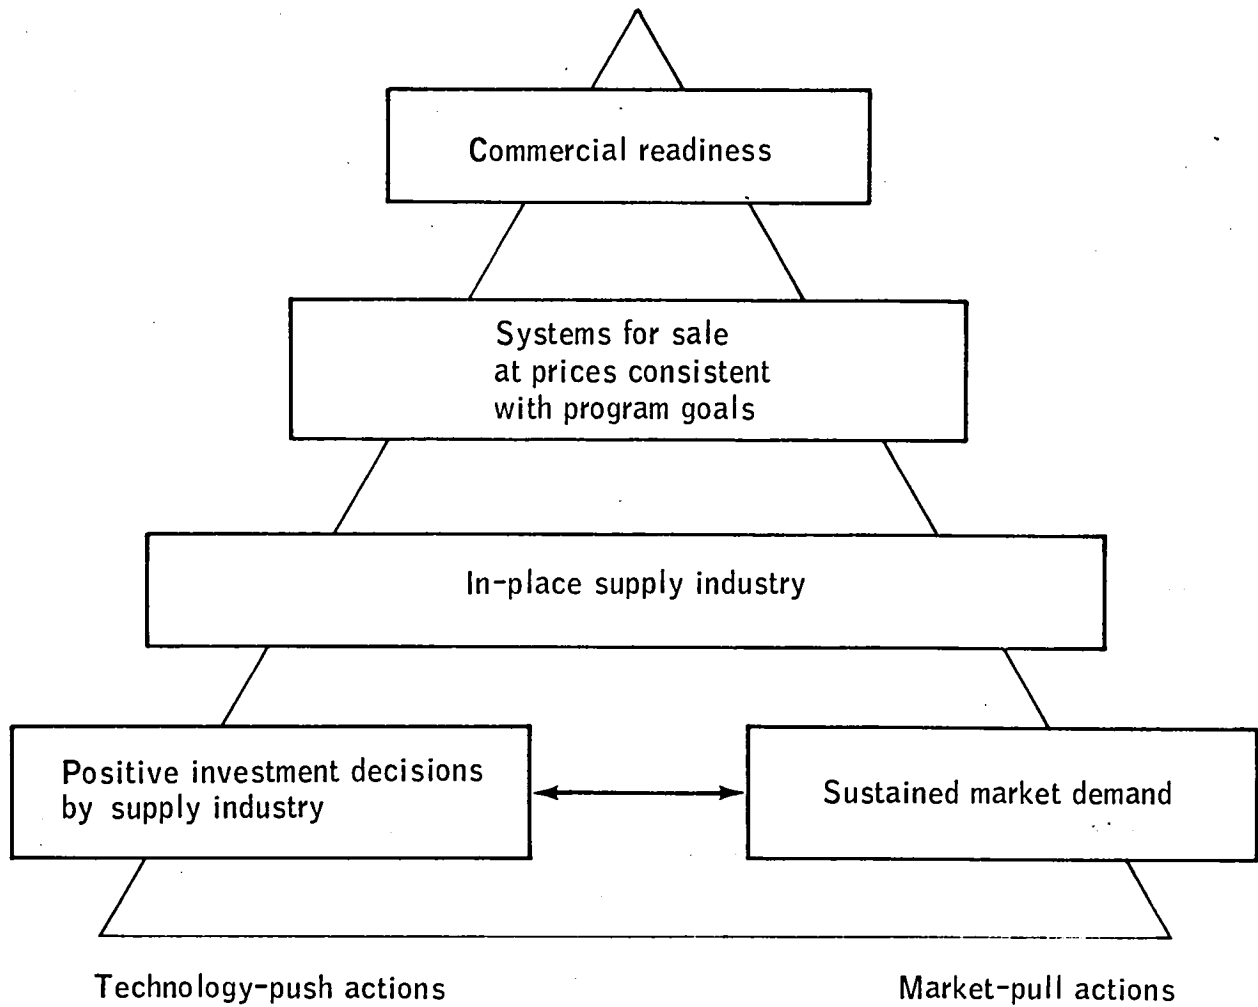 Commercial readiness
Systems for sale
at prices consistent
with program goals
In-place supply industry
Positive investment decisions
by supply industry
Sustained market demand
Technology-push actions
Market-pull actions